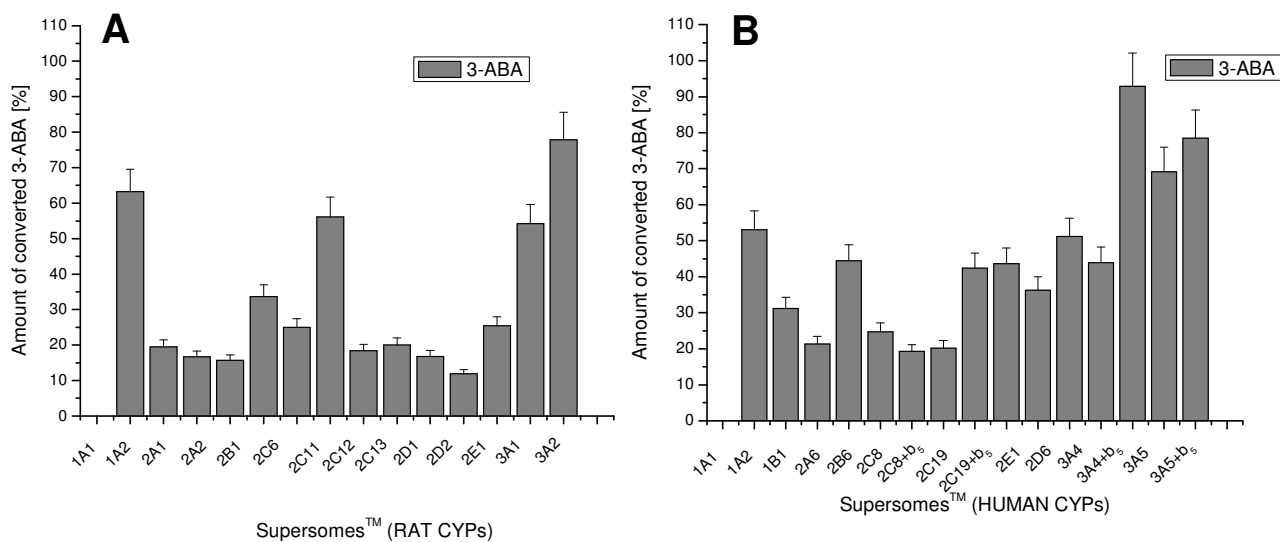 A
3-ABA
Amount of converted 3-ABA [%]
110
100
90
80
70
60
50
40
30
20
10
0
1A1
1A2
2A1
2A2
2B1
2C6
2C11
2C12
2C13
2D1
2D2
2E1
3A1
3A2
Supersomes™ (RAT CYPs)
B
3-ABA
Amount of converted 3-ABA [%]
110
100
90
80
70
60
50
40
30
20
10
0
1A1
1A2
1B1
2A6
2B6
2C8
2C8+b₅
2C19
2C19+b₅
2E1
2D6
3A4
3A4+b₅
3A5
3A5+b₅
Supersomes™ (HUMAN CYPs)